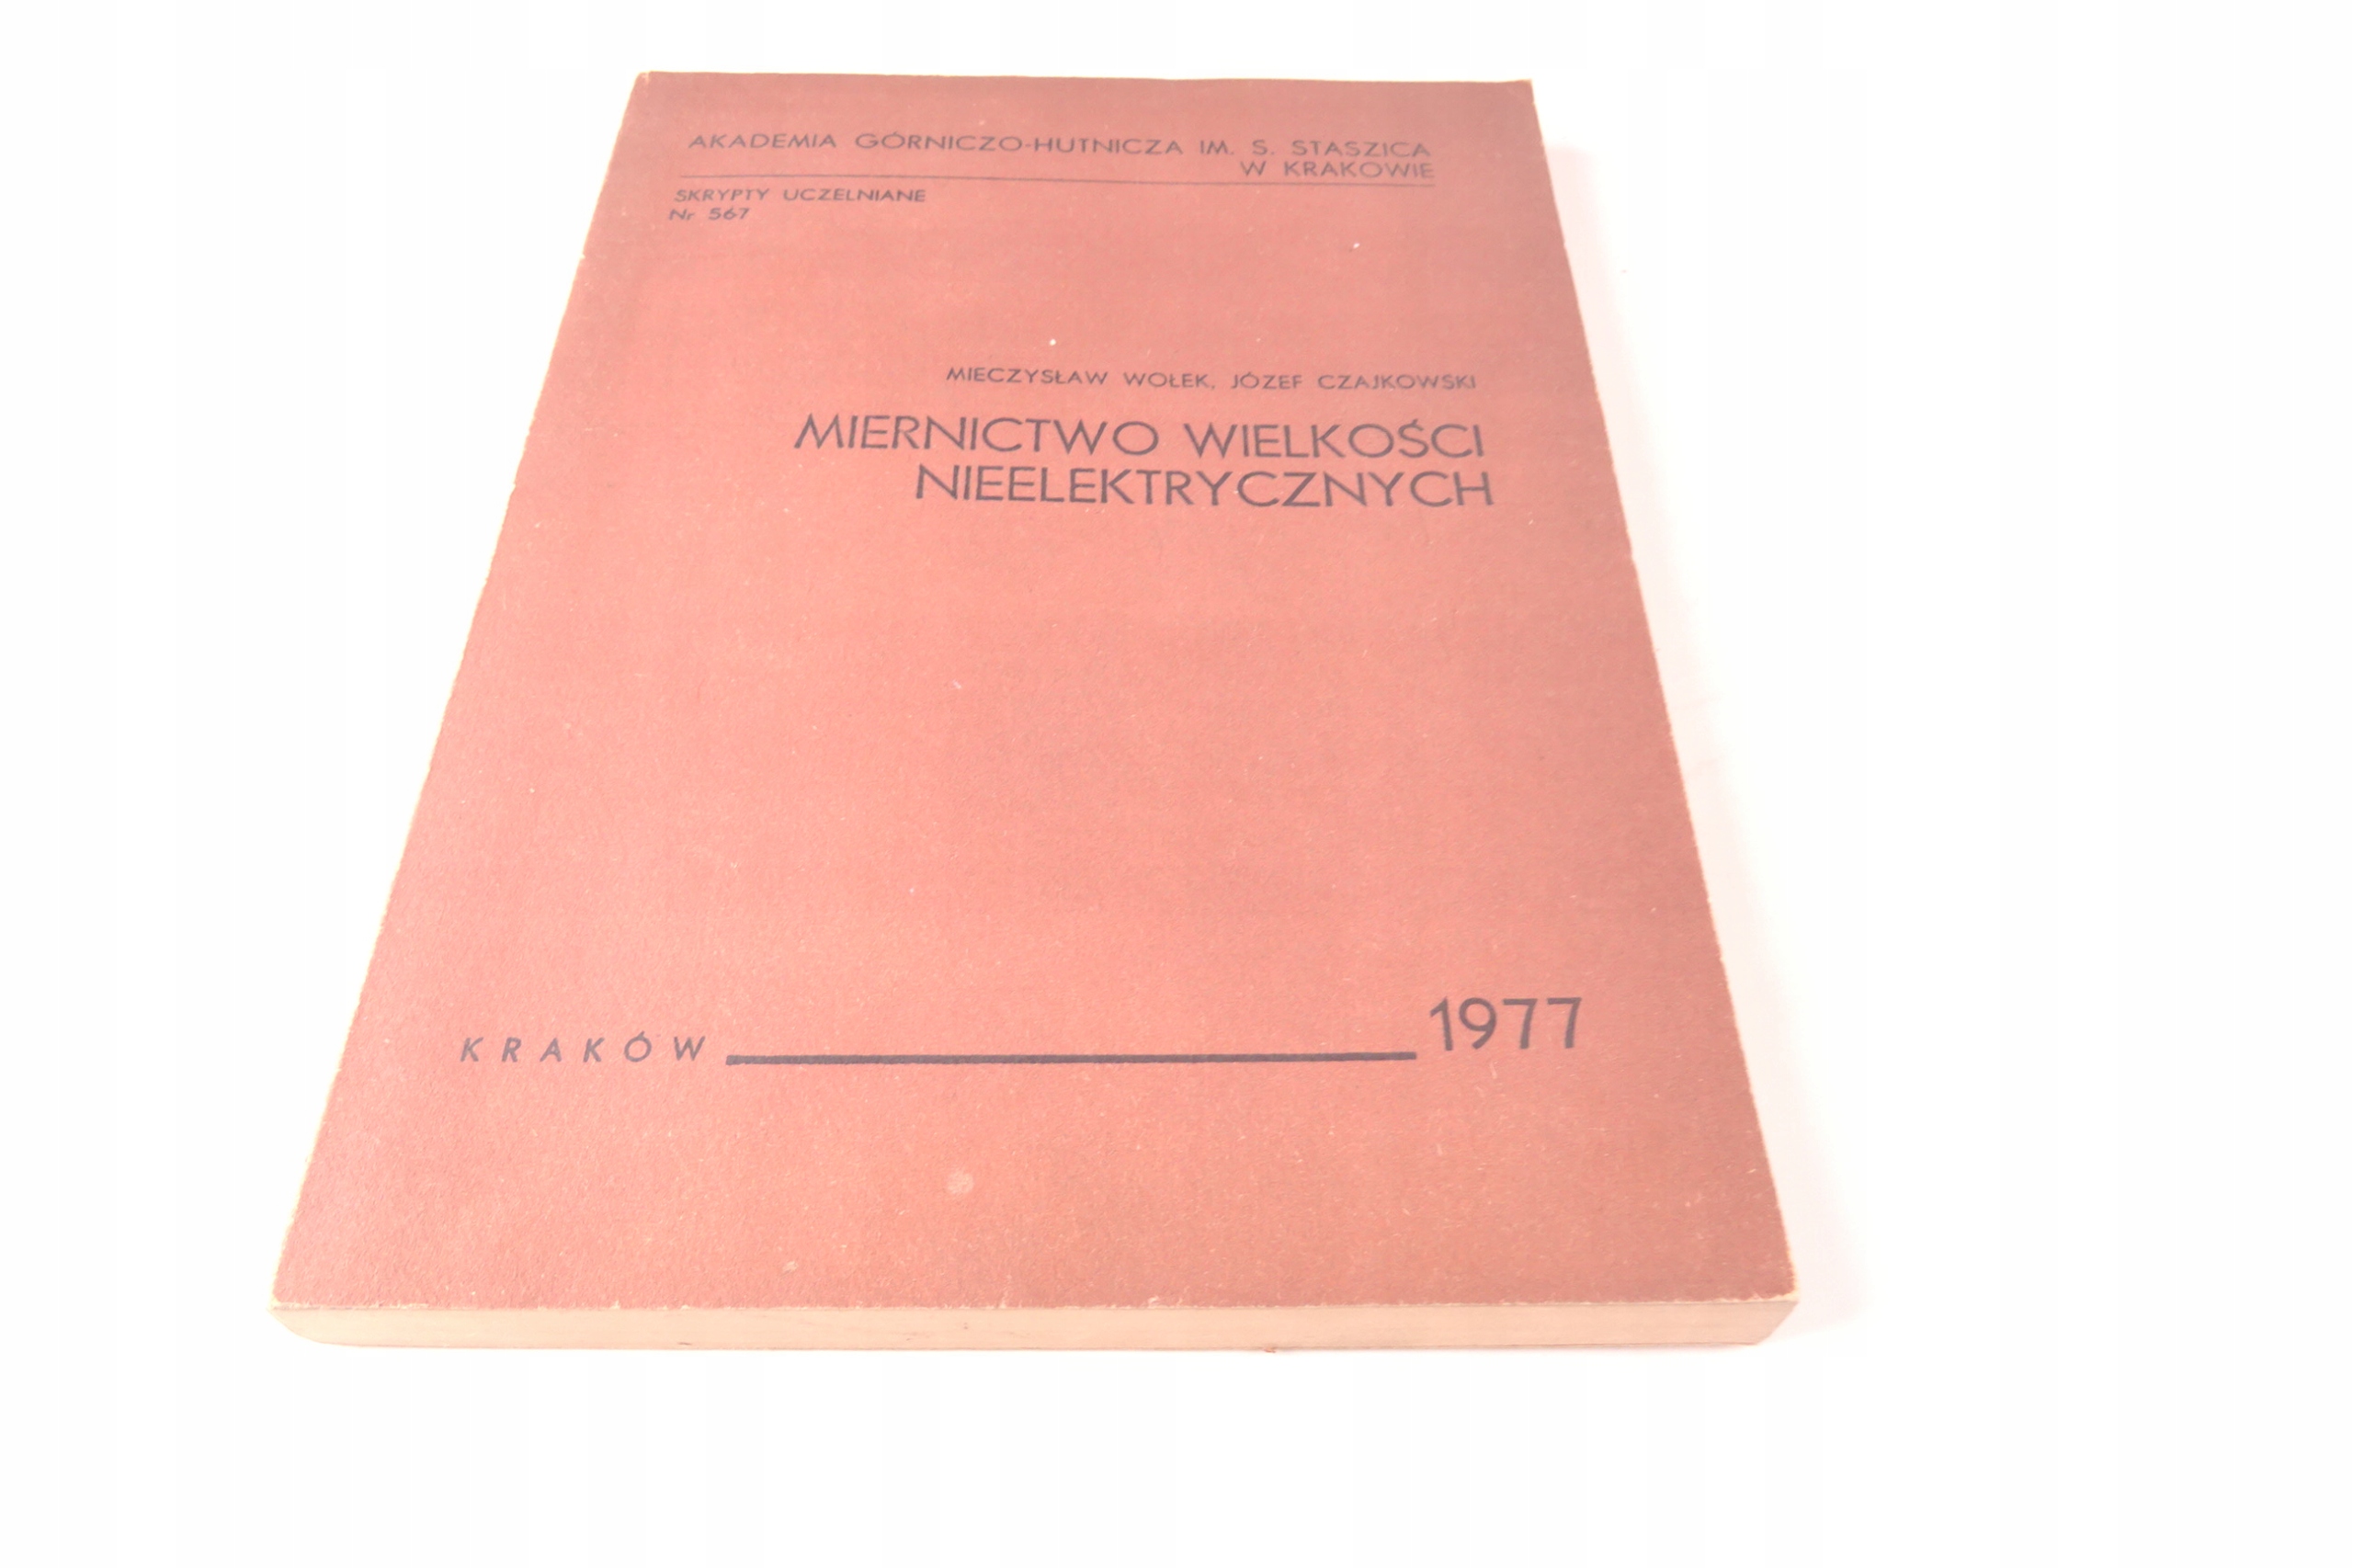 AKADEMIA GÓRNICZO-HUTNICZA IM. S. STASZICA
W KRAKOWIE
SKRYPTY UCZELNIANE
Nr 567
MIECZYSŁAW WOŁEK, JÓZEF CZAJKOWSKI
MIERNICTWO WIELKOŚCI
NIEELEKTRYCZNYCH
KRAKÓW 1977